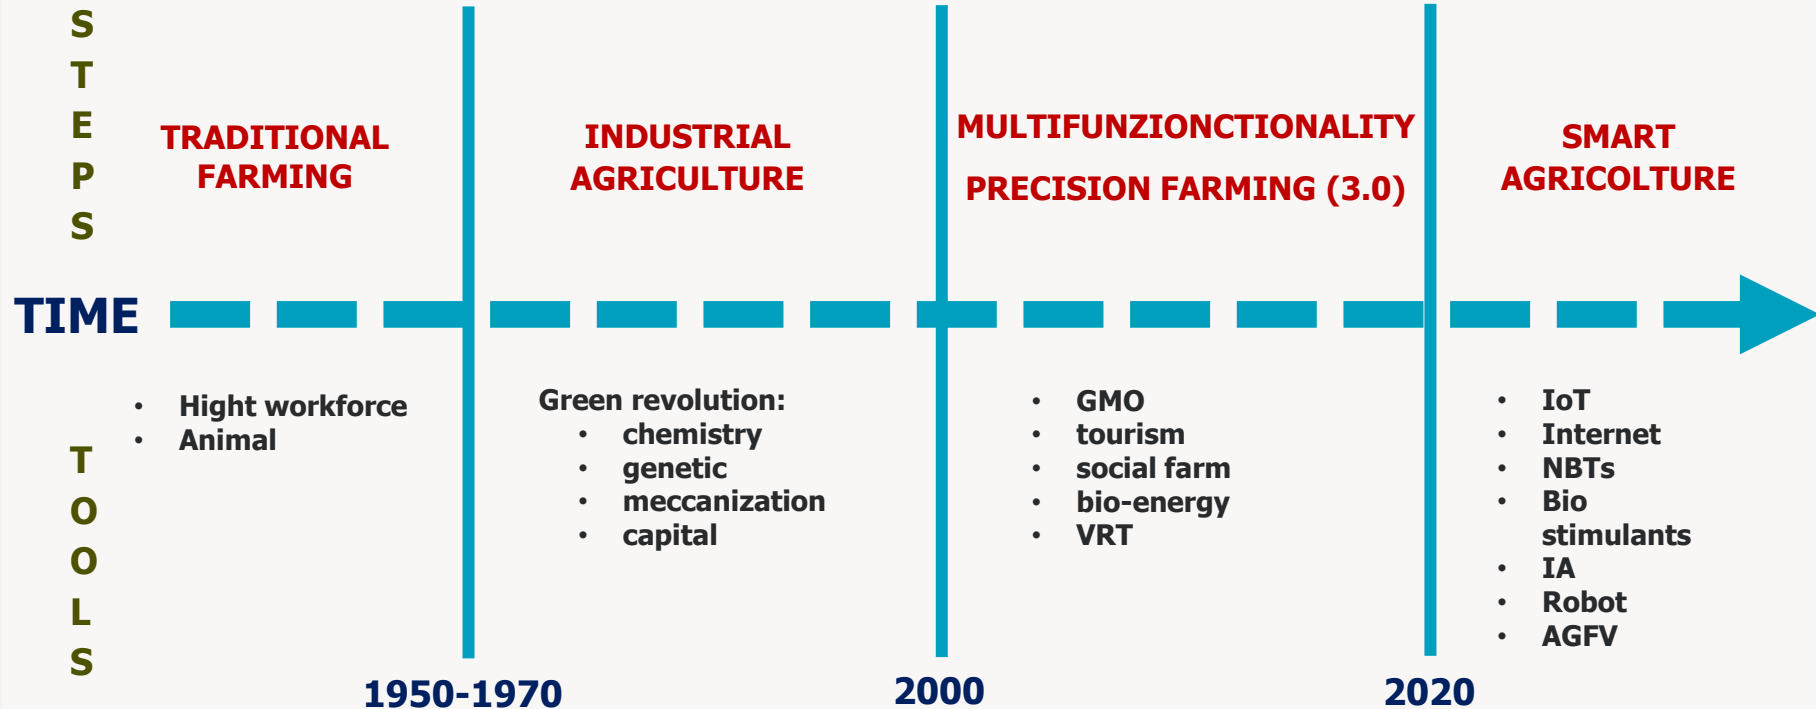 STEPS
TRADITIONAL
FARMING
INDUSTRIAL
AGRICULTURE
MULTIFUNZIONCTIONALITY
PRECISION FARMING (3.0)
SMART
AGRICOLTURE
TIME
TOOLS
• Hight workforce
• Animal
Green revolution:
• chemistry
• genetic
• meccanization
• capital
• GMO
• tourism
• social farm
• bio-energy
• VRT
• IoT
• Internet
• NBTs
• Bio
stimulants
• IA
• Robot
• AGFV
1950-1970
2000
2020